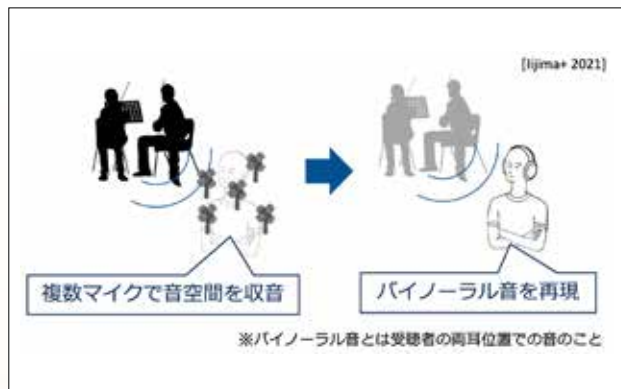 [Iijima+ 2021]
複数マイクで音空間を収音
バイノーラル音を再現
※バイノーラル音とは受聴者の両耳位置での音のこと